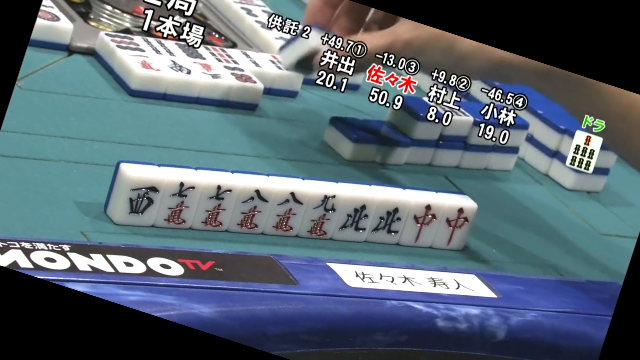 局
1本場
供託 2
+49.7①
井出
20.1
-13.0③
佐々木
50.9
+9.8②
村上
8.0
-46.5④
小林
19.0
ドラ
西 七萬 七萬 八萬 八萬 九萬 北 北 中 中
MONDO TV
佐々木 寿人